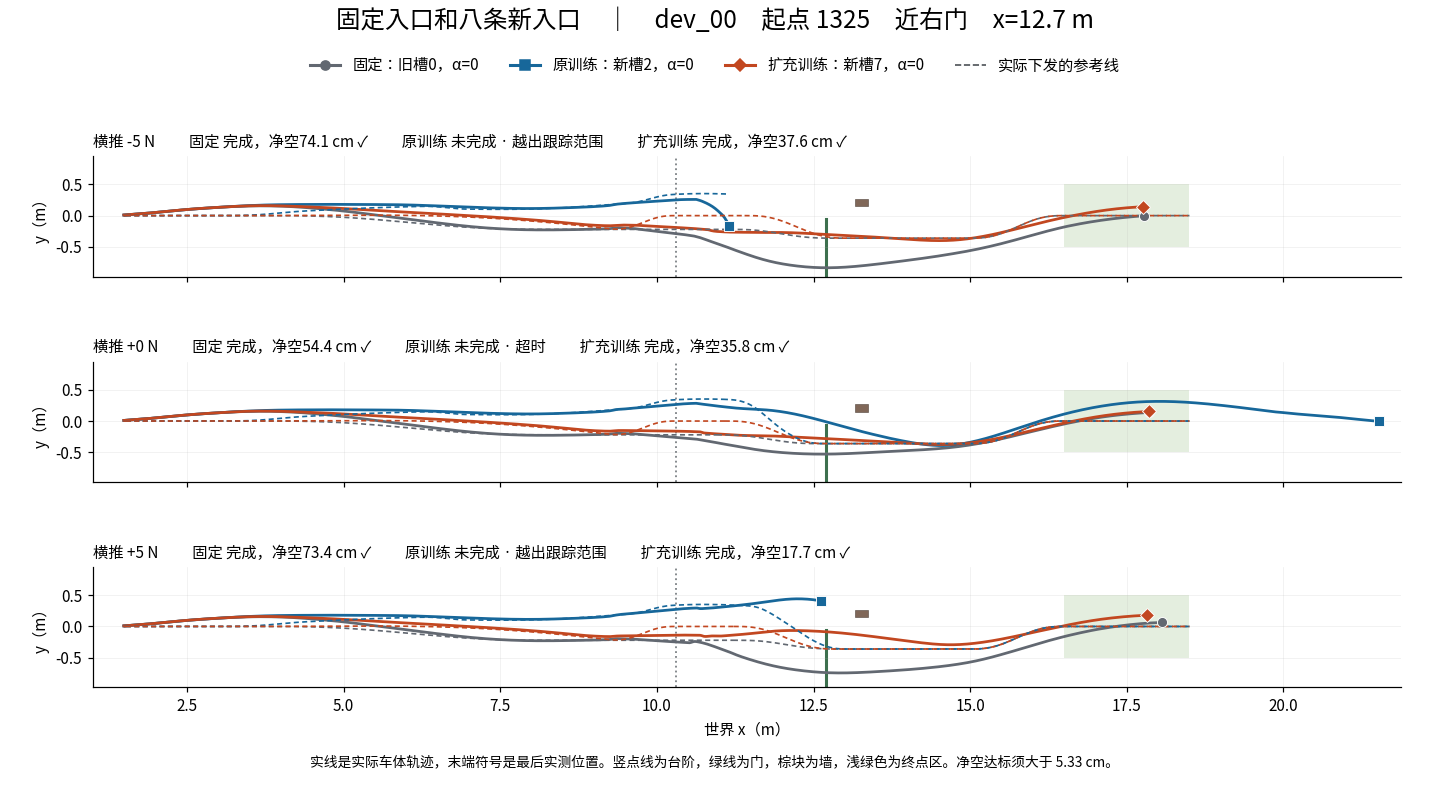 固定入口和八条新入口 ｜ dev_00 起点 1325 近右门 x=12.7 m
固定：旧槽0，α=0 原训练：新槽2，α=0 扩充训练：新槽7，α=0 实际下发的参考线
横推 -5 N 固定 完成，净空74.1 cm ✓ 原训练 未完成 · 越出跟踪范围 扩充训练 完成，净空37.6 cm ✓
0.5
0.0
-0.5
y（m）
横推 +0 N 固定 完成，净空54.4 cm ✓ 原训练 未完成 · 超时 扩充训练 完成，净空35.8 cm ✓
0.5
0.0
-0.5
y（m）
横推 +5 N 固定 完成，净空73.4 cm ✓ 原训练 未完成 · 越出跟踪范围 扩充训练 完成，净空17.7 cm ✓
0.5
0.0
-0.5
y（m）
2.5 5.0 7.5 10.0 12.5 15.0 17.5 20.0
世界 x（m）
实线是实际车体轨迹，末端符号是最后实测位置。竖点线为台阶，绿线为门，棕块为墙，浅绿色为终点区。净空达标须大于 5.33 cm。